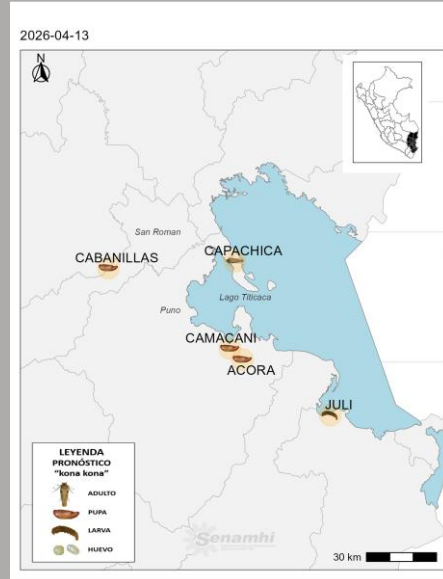 2026-04-13
N
San Roman
CABANILLAS
CAPACHICA
Lago Titicaca
Puno
CAMACANI
ACORA
JULI
LEYENDA
PRONÓSTICO
"kona kona"
ADULTO
PUPA
LARVA
HUEVO
Senamhi
30 km